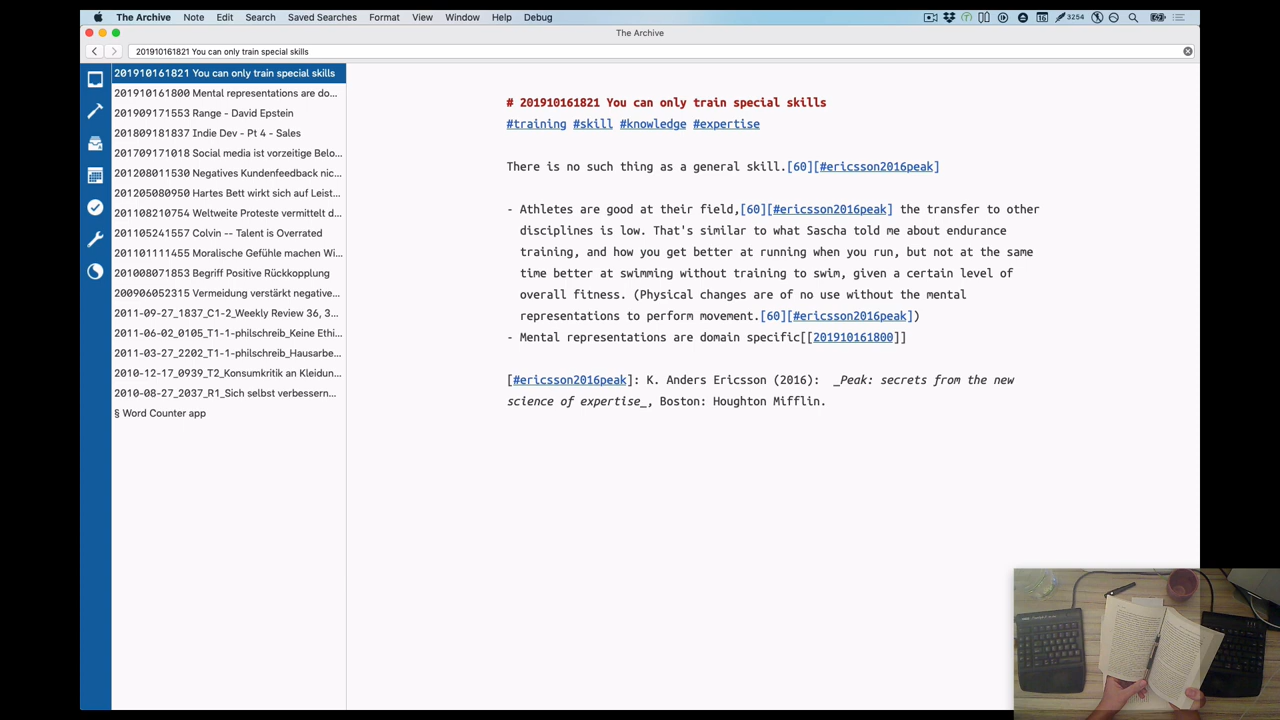 The Archive Note Edit Search Saved Searches Format View Window Help Debug 3254
The Archive
201910161821 You can only train special skills
201910161821 You can only train special skills
201910161800 Mental representations are do...
201909171553 Range - David Epstein
201809181837 Indie Dev - Pt 4 - Sales
201709171018 Social media ist vorzeitige Belo...
201208011530 Negatives Kundenfeedback nic...
201205080950 Hartes Bett wirkt sich auf Leist...
201108210754 Weltweite Proteste vermittelt d...
201105241557 Colvin -- Talent is Overrated
201101111455 Moralische Gefühle machen Wi...
201008071853 Begriff Positive Rückkopplung
200906052315 Vermeidung verstärkt negative...
2011-09-27_1837_C1-2_Weekly Review 36, 3...
2011-06-02_0105_T1-1-philschreib_Keine Ethi...
2011-03-27_2202_T1-1-philschreib_Hausarbe...
2010-12-17_0939_T2_Konsumkritik an Kleidun...
2010-08-27_2037_R1_Sich selbst verbessern...
§ Word Counter app
# 201910161821 You can only train special skills
#training #skill #knowledge #expertise
There is no such thing as a general skill.[60][#ericsson2016peak]
- Athletes are good at their field,[60][#ericsson2016peak] the transfer to other
disciplines is low. That's similar to what Sascha told me about endurance
training, and how you get better at running when you run, but not at the same
time better at swimming without training to swim, given a certain level of
overall fitness. (Physical changes are of no use without the mental
representations to perform movement.[60][#ericsson2016peak])
- Mental representations are domain specific[[201910161800]]
[#ericsson2016peak]: K. Anders Ericsson (2016): _Peak: secrets from the new
science of expertise_, Boston: Houghton Mifflin.